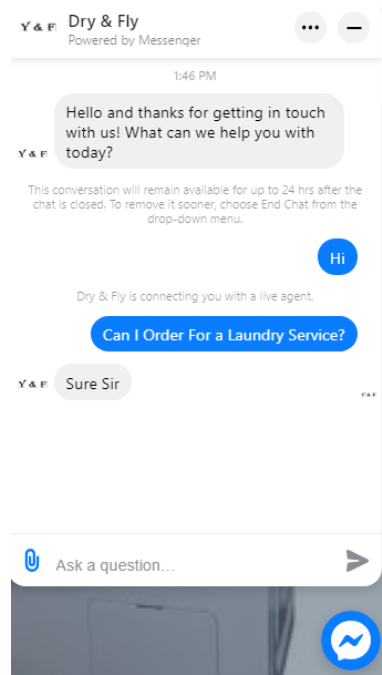 Y & F
Dry & Fly
Powered by Messenger
1:46 PM
Hello and thanks for getting in touch
with us! What can we help you with
today?
Y & F
This conversation will remain available for up to 24 hrs after the
chat is closed. To remove it sooner, choose End Chat from the
drop-down menu.
Hi
Dry & Fly is connecting you with a live agent.
Can I Order For a Laundry Service?
Y & F
Sure Sir
Y & F
Ask a question...